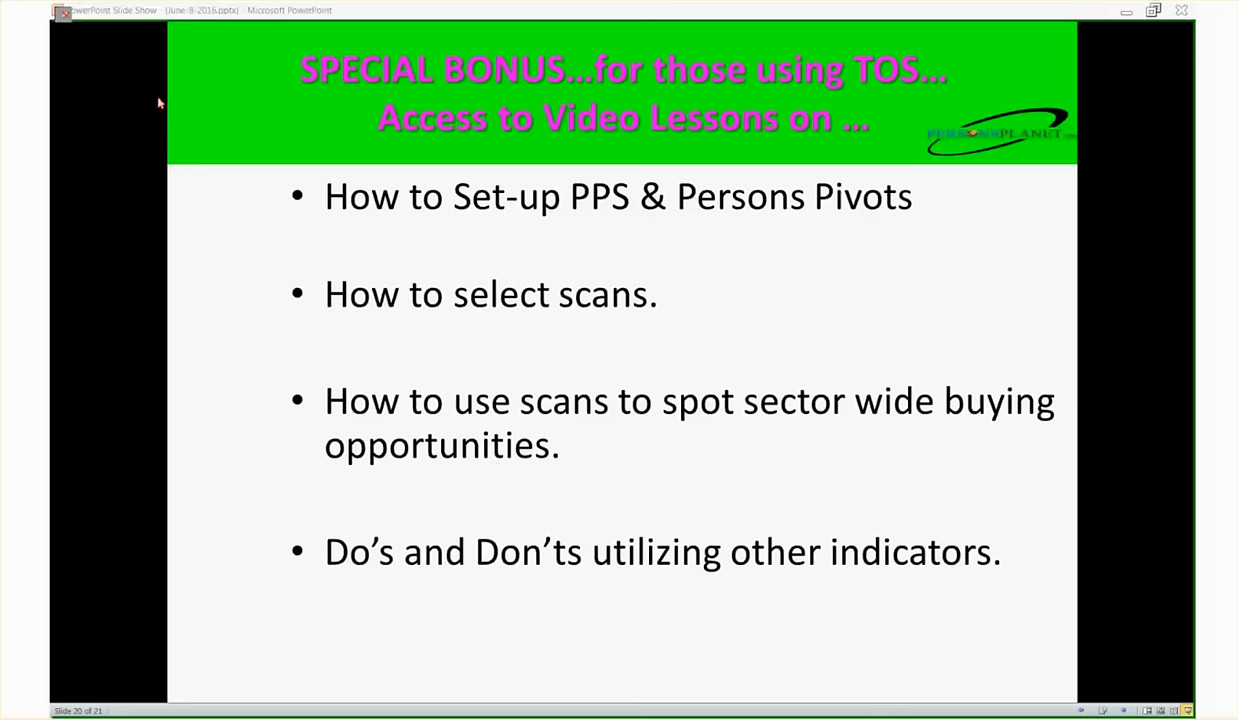 PowerPoint Slide Show - [June-8-2016.pptx] - Microsoft PowerPoint
SPECIAL BONUS...for those using TOS...
Access to Video Lessons on ...
PERSONSPLANET
• How to Set-up PPS & Persons Pivots
• How to select scans.
• How to use scans to spot sector wide buying
opportunities.
• Do’s and Don’ts utilizing other indicators.
Slide 20 of 21